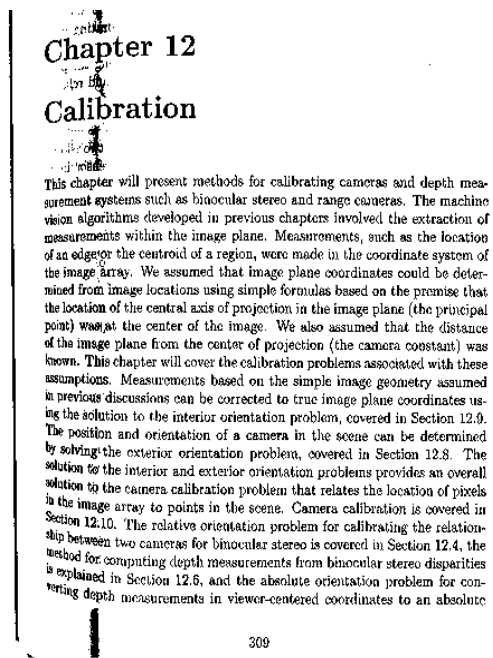 Chapter 12
Calibration
This chapter will present methods for calibrating cameras and depth mea-
surement systems such as binocular stereo and range cameras. The machine
vision algorithms developed in previous chapters involved the extraction of
measurements within the image plane. Measurements, such as the location
of an edge or the centroid of a region, were made in the coordinate system of
the image array. We assumed that image plane coordinates could be deter-
mined from image locations using simple formulas based on the premise that
the location of the central axis of projection in the image plane (the principal
point) was at the center of the image. We also assumed that the distance
of the image plane from the center of projection (the camera constant) was
known. This chapter will cover the calibration problems associated with these
assumptions. Measurements based on the simple image geometry assumed
in previous discussions can be corrected to true image plane coordinates us-
ing the solution to the interior orientation problem, covered in Section 12.9.
The position and orientation of a camera in the scene can be determined
by solving the exterior orientation problem, covered in Section 12.8. The
solution to the interior and exterior orientation problems provides an overall
solution to the camera calibration problem that relates the location of pixels
in the image array to points in the scene. Camera calibration is covered in
Section 12.10. The relative orientation problem for calibrating the relation-
ship between two cameras for binocular stereo is covered in Section 12.4, the
method for computing depth measurements from binocular stereo disparities
is explained in Section 12.6, and the absolute orientation problem for con-
verting depth measurements in viewer-centered coordinates to an absolute
309